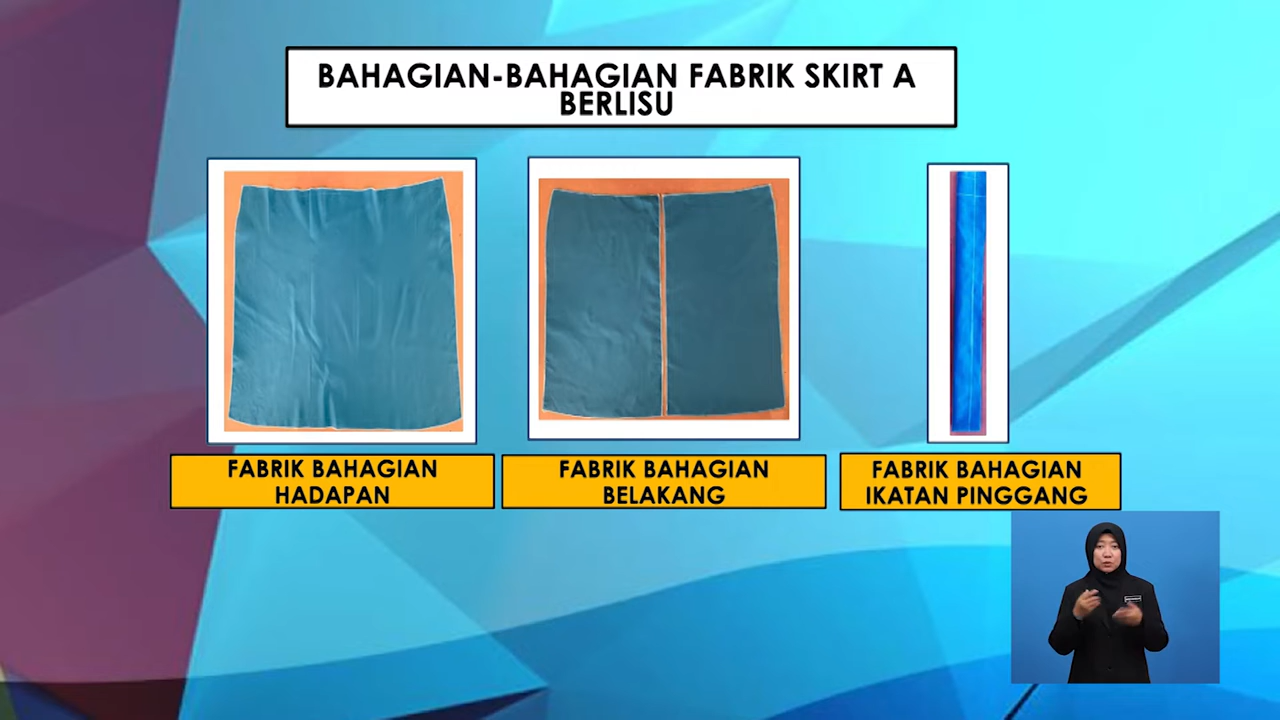 BAHAGIAN-BAHAGIAN FABRIK SKIRT A
BERLISU
FABRIK BAHAGIAN
HADAPAN
FABRIK BAHAGIAN
BELAKANG
FABRIK BAHAGIAN
IKATAN PINGGANG